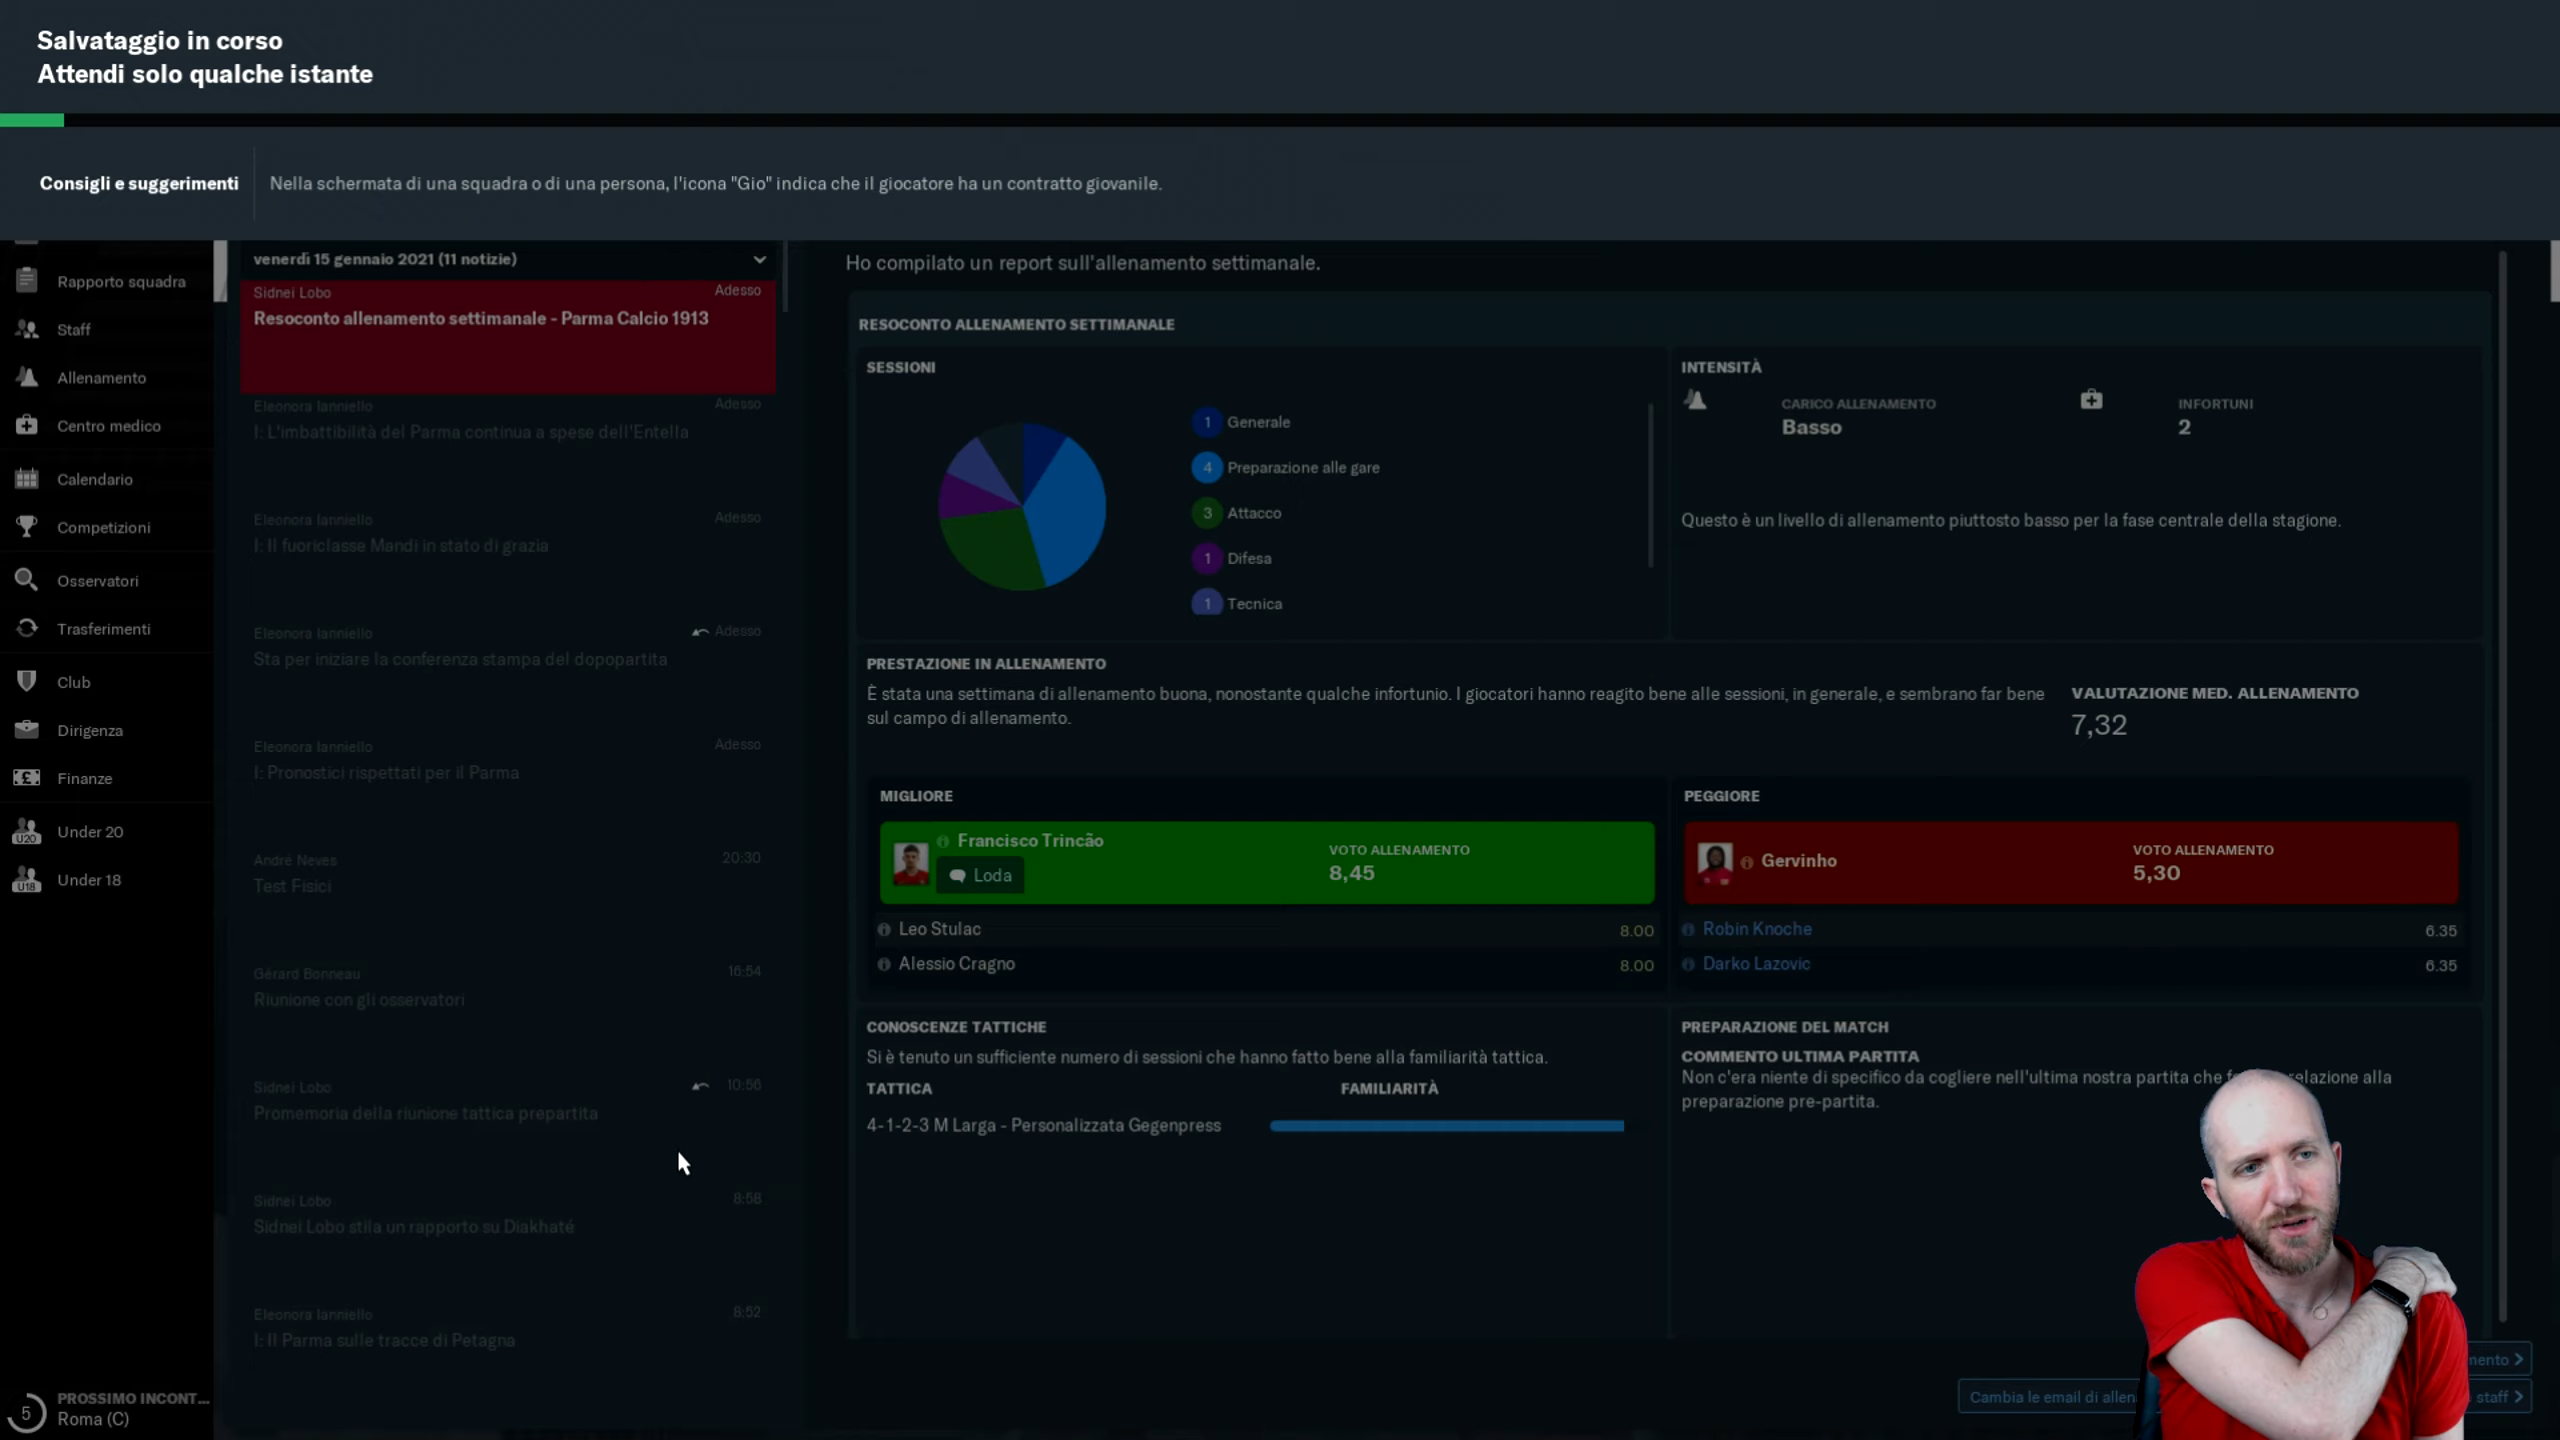 Salvataggio in corso
Attendi solo qualche istante
Consigli e suggerimenti
Nella schermata di una squadra o di una persona, l'icona "Gio" indica che il giocatore ha un contratto giovanile.
Rapporto squadra
Staff
Allenamento
Centro medico
Calendario
Competizioni
Osservatori
Trasferimenti
Club
Dirigenza
Finanze
U20 Under 20
U18 Under 18
5
PROSSIMO INCONT...
Roma (C)
venerdì 15 gennaio 2021 (11 notizie)
Sidnei Lobo Adesso
Resoconto allenamento settimanale - Parma Calcio 1913
Eleonora Ianniello Adesso
I: L'imbattibilità del Parma continua a spese dell'Entella
Eleonora Ianniello Adesso
I: Il fuoriclasse Mandi in stato di grazia
Eleonora Ianniello Adesso
Sta per iniziare la conferenza stampa del dopopartita
Eleonora Ianniello Adesso
I: Pronostici rispettati per il Parma
André Neves 20:30
Test Fisici
Gérard Bonneau 16:54
Riunione con gli osservatori
Sidnei Lobo 10:56
Promemoria della riunione tattica prepartita
Sidnei Lobo 8:58
Sidnei Lobo stila un rapporto su Diakhaté
Eleonora Ianniello 8:52
I: Il Parma sulle tracce di Petagna
Ho compilato un report sull'allenamento settimanale.
RESOCONTO ALLENAMENTO SETTIMANALE
SESSIONI
1 Generale
4 Preparazione alle gare
3 Attacco
1 Difesa
1 Tecnica
INTENSITÀ
CARICO ALLENAMENTO
Basso
INFORTUNI
2
Questo è un livello di allenamento piuttosto basso per la fase centrale della stagione.
PRESTAZIONE IN ALLENAMENTO
È stata una settimana di allenamento buona, nonostante qualche infortunio. I giocatori hanno reagito bene alle sessioni, in generale, e sembrano far bene
sul campo di allenamento.
VALUTAZIONE MED. ALLENAMENTO
7,32
MIGLIORE
Francisco Trincão
Loda
VOTO ALLENAMENTO
8,45
Leo Stulac 8.00
Alessio Cragno 8.00
PEGGIORE
Gervinho
VOTO ALLENAMENTO
5,30
Robin Knoche 6.35
Darko Lazovic 6.35
CONOSCENZE TATTICHE
Si è tenuto un sufficiente numero di sessioni che hanno fatto bene alla familiarità tattica.
TATTICA FAMILIARITÀ
4-1-2-3 M Larga - Personalizzata Gegenpress
PREPARAZIONE DEL MATCH
COMMENTO ULTIMA PARTITA
Non c'era niente di specifico da cogliere nell'ultima nostra partita che relazione alla
preparazione pre-partita.
Cambia le email di staff